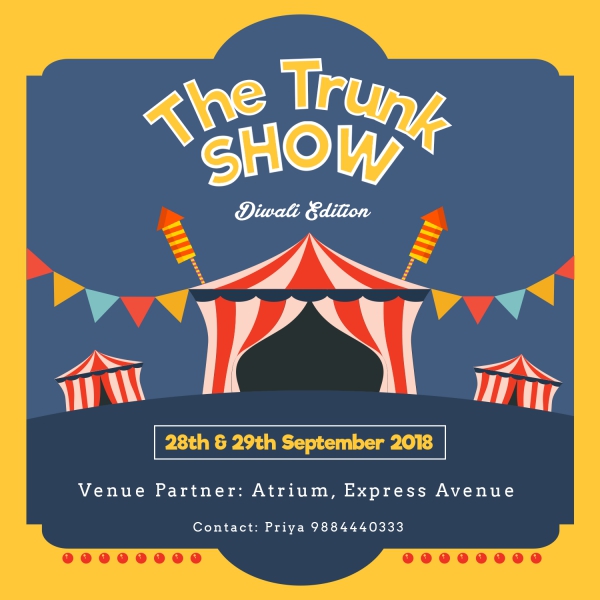 The Trunk
SHOW
Diwali Edition
28th & 29th September 2018
Venue Partner: Atrium, Express Avenue
Contact: Priya 9884440333